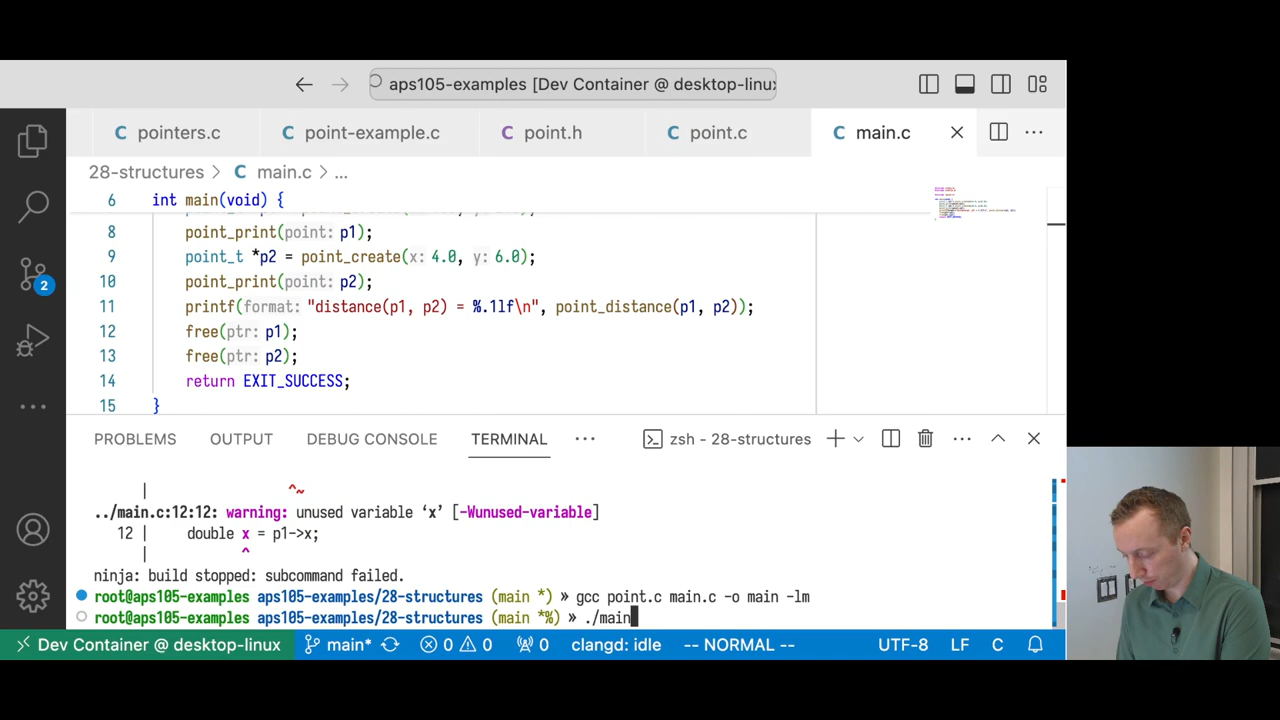 aps105-examples [Dev Container @ desktop-linux
C pointers.c C point-example.c C point.h C point.c C main.c
28-structures > C main.c > ...
6 int main(void) {
8 point_print(point: p1);
9 point_t *p2 = point_create(x: 4.0, y: 6.0);
10 point_print(point: p2);
11 printf(format: "distance(p1, p2) = %.1lf\n", point_distance(p1, p2));
12 free(ptr: p1);
13 free(ptr: p2);
14 return EXIT_SUCCESS;
15 }
PROBLEMS OUTPUT DEBUG CONSOLE TERMINAL ... zsh - 28-structures
| ^~
../main.c:12:12: warning: unused variable ‘x’ [-Wunused-variable]
12 | double x = p1->x;
| ^
ninja: build stopped: subcommand failed.
root@aps105-examples aps105-examples/28-structures (main *) » gcc point.c main.c -o main -lm
root@aps105-examples aps105-examples/28-structures (main *%) » ./main
2
Dev Container @ desktop-linux main* 0 0 0 clangd: idle -- NORMAL -- UTF-8 LF C